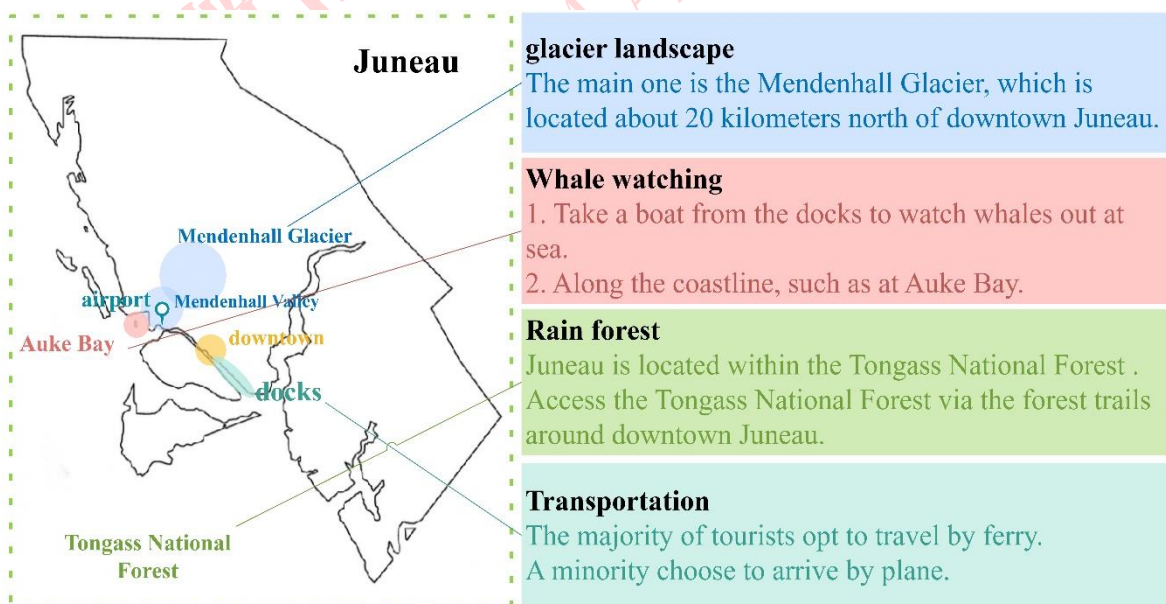 Juneau
Mendenhall Glacier
airport
Mendenhall Valley
Auke Bay
downtown
docks
Tongass National
Forest
glacier landscape
The main one is the Mendenhall Glacier, which is
located about 20 kilometers north of downtown Juneau.
Whale watching
1. Take a boat from the docks to watch whales out at
sea.
2. Along the coastline, such as at Auke Bay.
Rain forest
Juneau is located within the Tongass National Forest .
Access the Tongass National Forest via the forest trails
around downtown Juneau.
Transportation
The majority of tourists opt to travel by ferry.
A minority choose to arrive by plane.